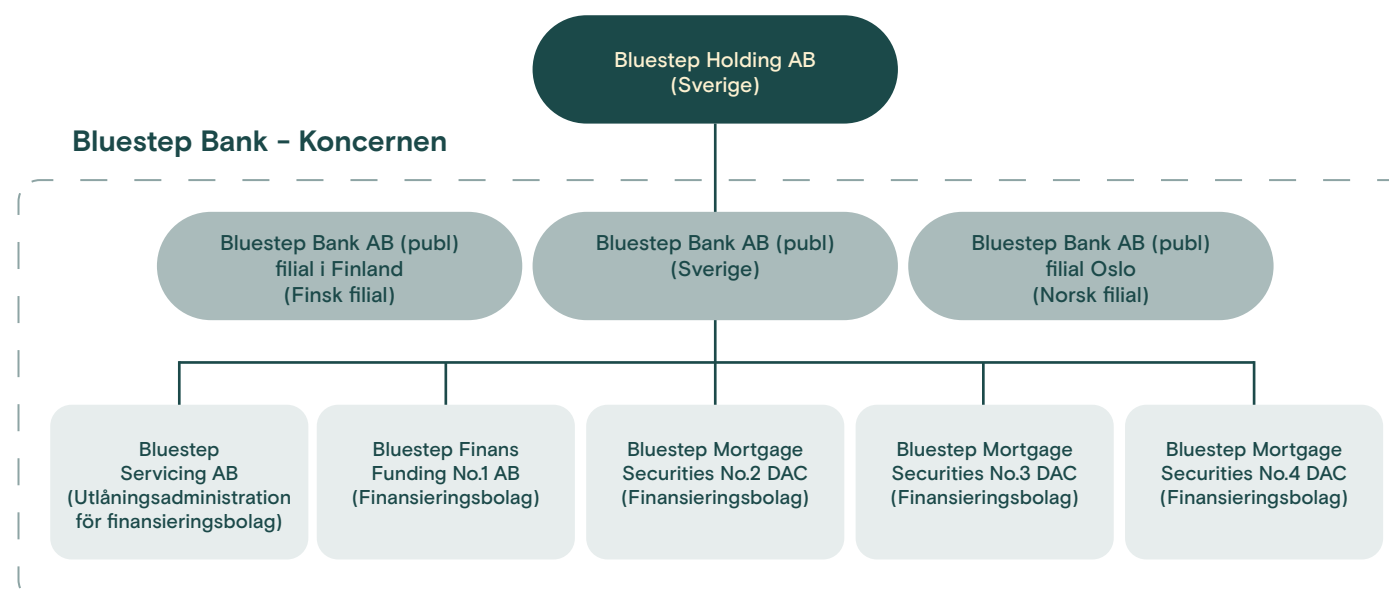 Bluestep Holding AB
(Sverige)
Bluestep Bank – Koncernen
Bluestep Bank AB (publ)
filial i Finland
(Finsk filial)
Bluestep Bank AB (publ)
(Sverige)
Bluestep Bank AB (publ)
filial Oslo
(Norsk filial)
Bluestep
Servicing AB
(Utlåningsadministration
för finansieringsbolag)
Bluestep Finans
Funding No.1 AB
(Finansieringsbolag)
Bluestep Mortgage
Securities No.2 DAC
(Finansieringsbolag)
Bluestep Mortgage
Securities No.3 DAC
(Finansieringsbolag)
Bluestep Mortgage
Securities No.4 DAC
(Finansieringsbolag)